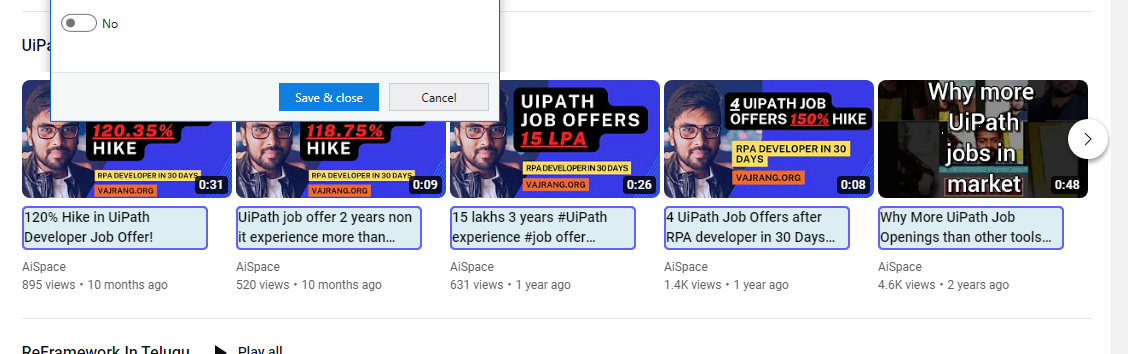 No
UiPa
Save & close
Cancel
120.35%
HIKE
RPA DEVELOPER IN 30 DAYS
VAJRANG.ORG
0:31
118.75%
HIKE
RPA DEVELOPER IN 30 DAYS
VAJRANG.ORG
0:09
UIPATH
JOB OFFERS
15 LPA
RPA DEVELOPER IN 30 DAYS
VAJRANG.ORG
0:26
4 UIPATH JOB
OFFERS 150% HIKE
RPA DEVELOPER IN 30
DAYS
VAJRANG.ORG
0:08
Why more
UiPath
jobs in
market
0:48
120% Hike in UiPath
Developer Job Offer!
AiSpace
895 views • 10 months ago
UiPath job offer 2 years non
it experience more than...
AiSpace
520 views • 10 months ago
15 lakhs 3 years #UiPath
experience #job offer...
AiSpace
631 views • 1 year ago
4 UiPath Job Offers after
RPA developer in 30 Days...
AiSpace
1.4K views • 1 year ago
Why More UiPath Job
Openings than other tools...
AiSpace
4.6K views • 2 years ago
ReFramework In Telugu
Play all